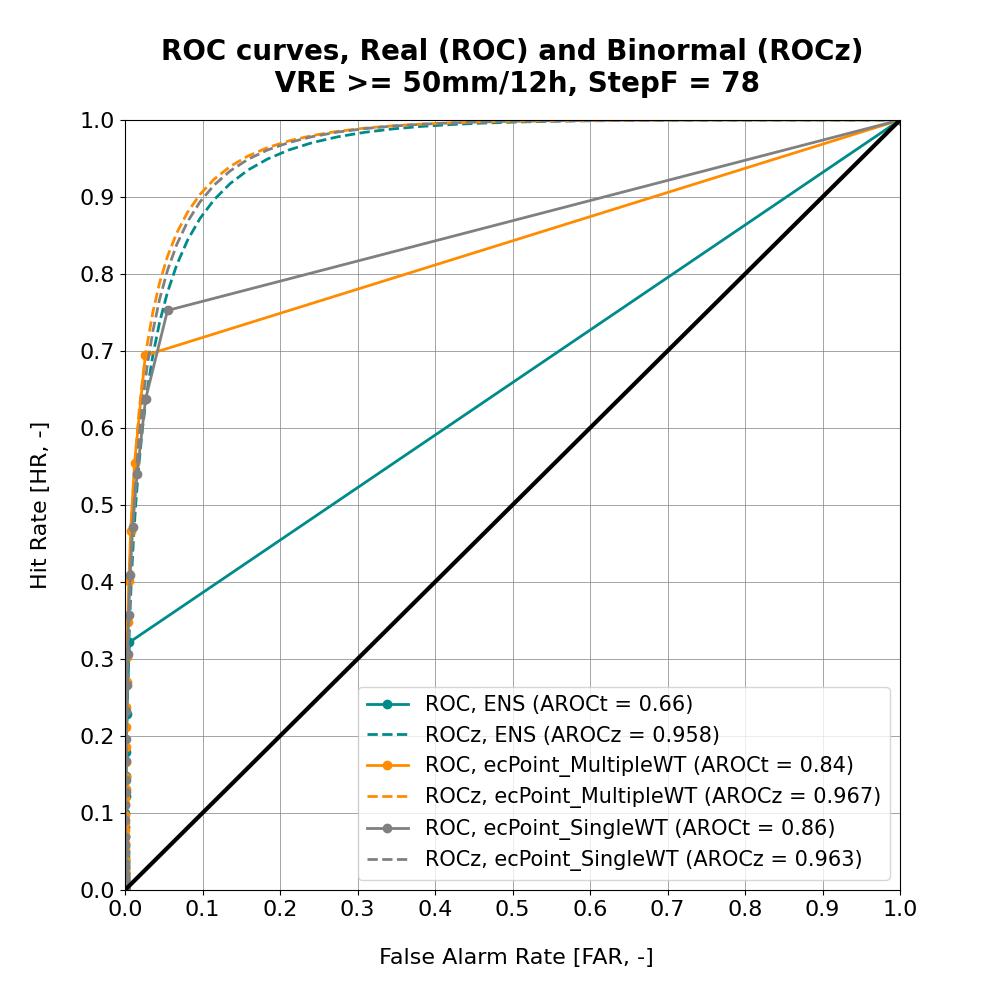 ROC curves, Real (ROC) and Binormal (ROCz)
VRE >= 50mm/12h, StepF = 78
1.0
0.9
0.8
0.7
0.6
0.5
0.4
0.3
0.2
0.1
0.0
Hit Rate [HR, -]
ROC, ENS (AROCt = 0.66)
ROCz, ENS (AROCz = 0.958)
ROC, ecPoint_MultipleWT (AROCt = 0.84)
ROCz, ecPoint_MultipleWT (AROCz = 0.967)
ROC, ecPoint_SingleWT (AROCt = 0.86)
ROCz, ecPoint_SingleWT (AROCz = 0.963)
0.0 0.1 0.2 0.3 0.4 0.5 0.6 0.7 0.8 0.9 1.0
False Alarm Rate [FAR, -]